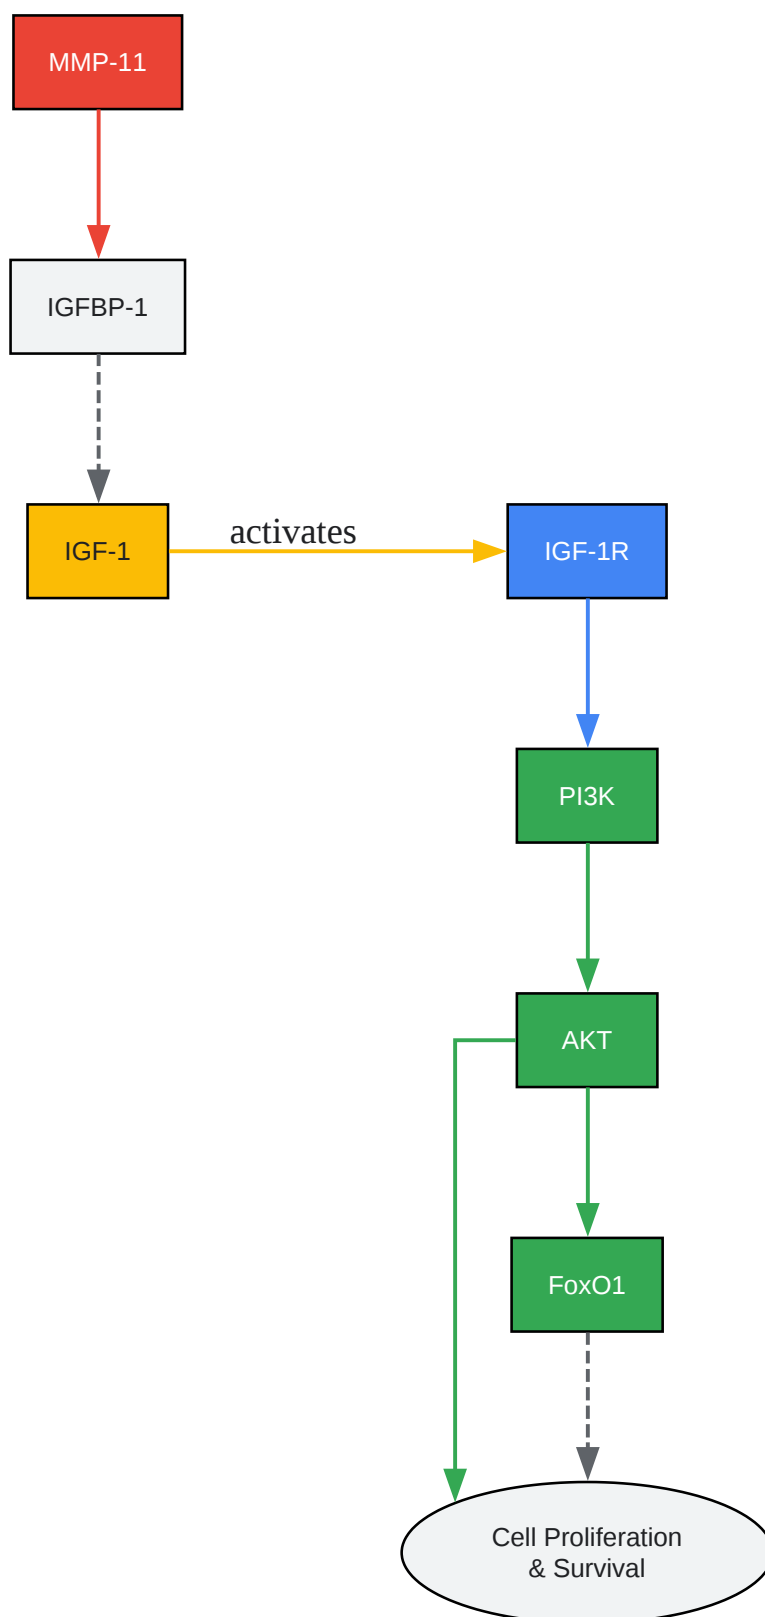 MMP-11
IGFBP-1
IGF-1
activates
IGF-1R
PI3K
AKT
FoxO1
Cell Proliferation
& Survival